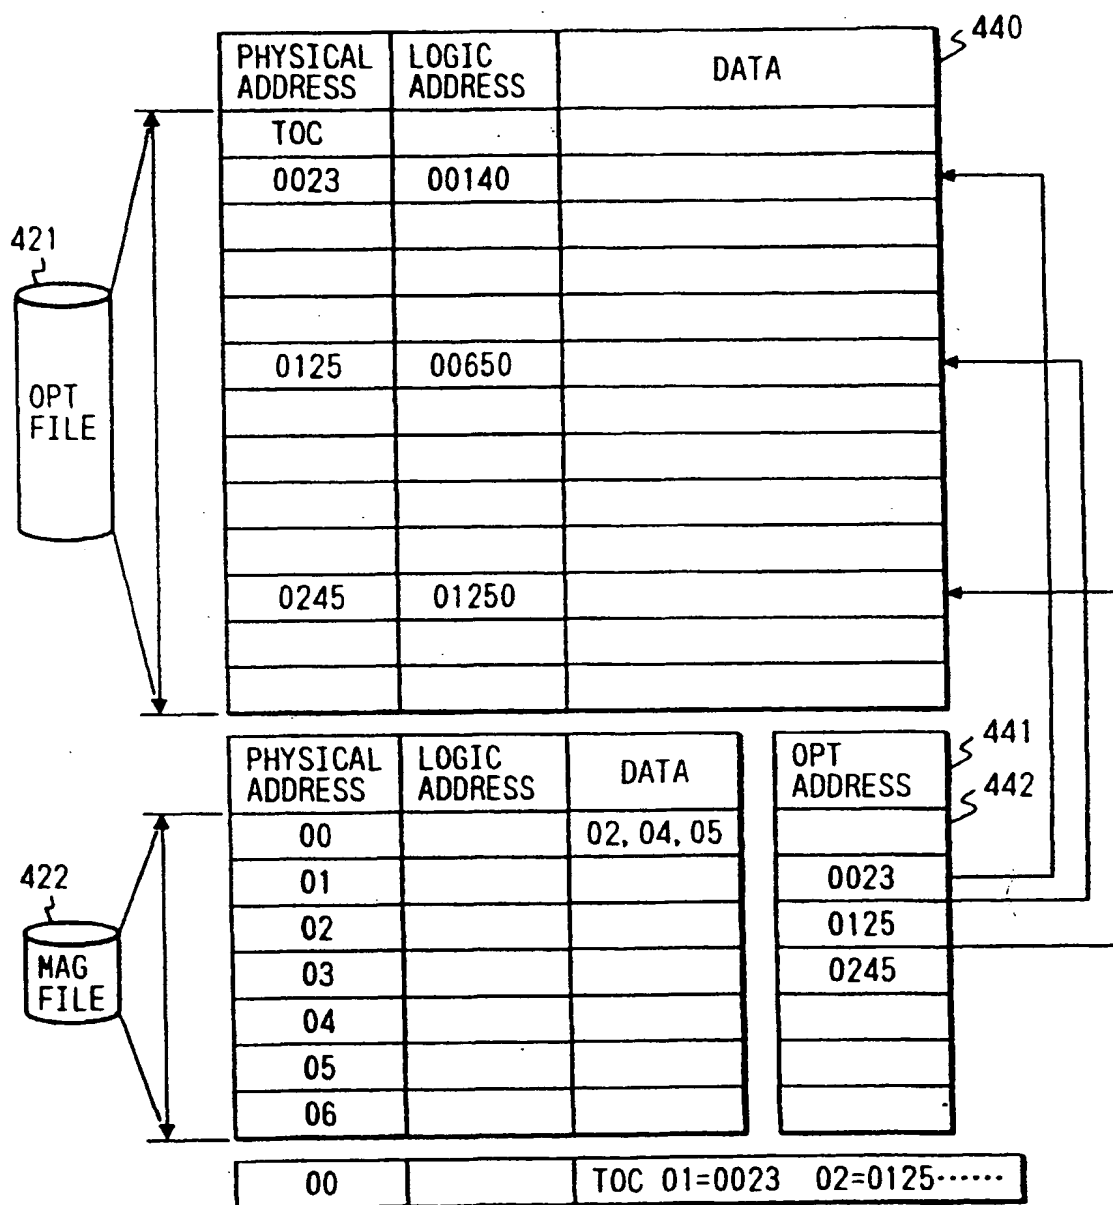 440
PHYSICAL ADDRESS LOGIC ADDRESS DATA
TOC
0023 00140
421
OPT FILE
0125 00650
0245 01250
441
PHYSICAL ADDRESS LOGIC ADDRESS DATA OPT ADDRESS
442
00 02, 04, 05
422
01 0023
02 0125
MAG FILE
03 0245
04
05
06
00 TOC 01=0023 02=0125······